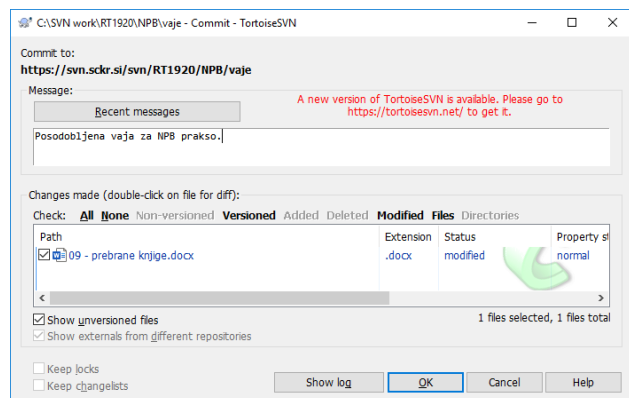 C:\SVN work\RT1920\NPB\vaje - Commit - TortoiseSVN
Commit to:
https://svn.sckr.si/svn/RT1920/NPB/vaje
Message:
Recent messages
A new version of TortoiseSVN is available. Please go to
https://tortoisesvn.net/ to get it.
Posodobljena vaja za NPB prakso.
Changes made (double-click on file for diff):
Check: All None Non-versioned Versioned Added Deleted Modified Files Directories
Path Extension Status Property st
09 - prebrane knjige.docx .docx modified normal
Show unversioned files 1 files selected, 1 files total
Show externals from different repositories
Keep locks
Keep changelists
Show log OK Cancel Help